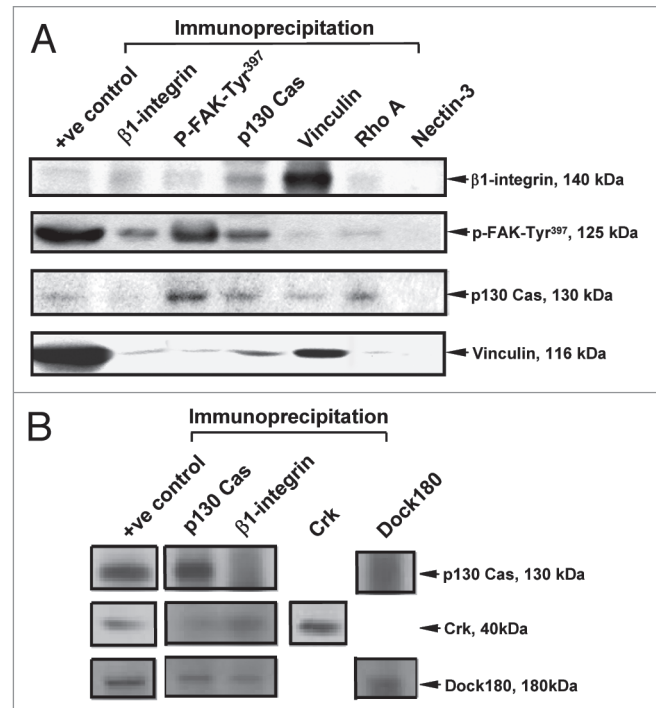 A
Immunoprecipitation
+ve control
β1-integrin
P-FAK-Tyr³⁹⁷
p130 Cas
Vinculin
Rho A
Nectin-3
β1-integrin, 140 kDa
p-FAK-Tyr³⁹⁷, 125 kDa
p130 Cas, 130 kDa
Vinculin, 116 kDa
B
Immunoprecipitation
+ve control
p130 Cas
β1-integrin
Crk
Dock180
p130 Cas, 130 kDa
Crk, 40kDa
Dock180, 180kDa